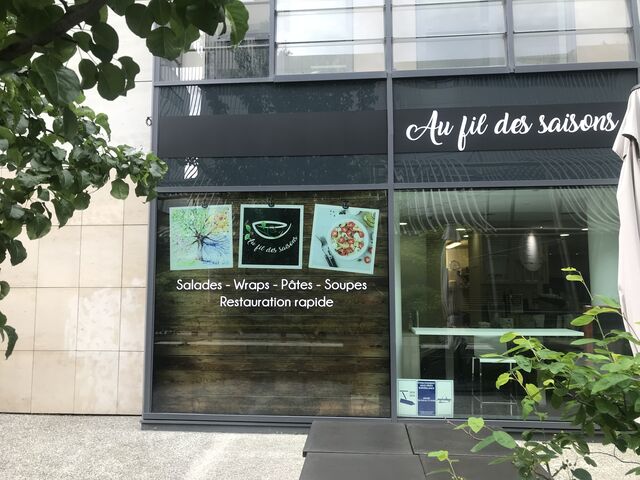 Au fil des saisons
Au fil des saisons
Salades - Wraps - Pâtes - Soupes
Restauration rapide